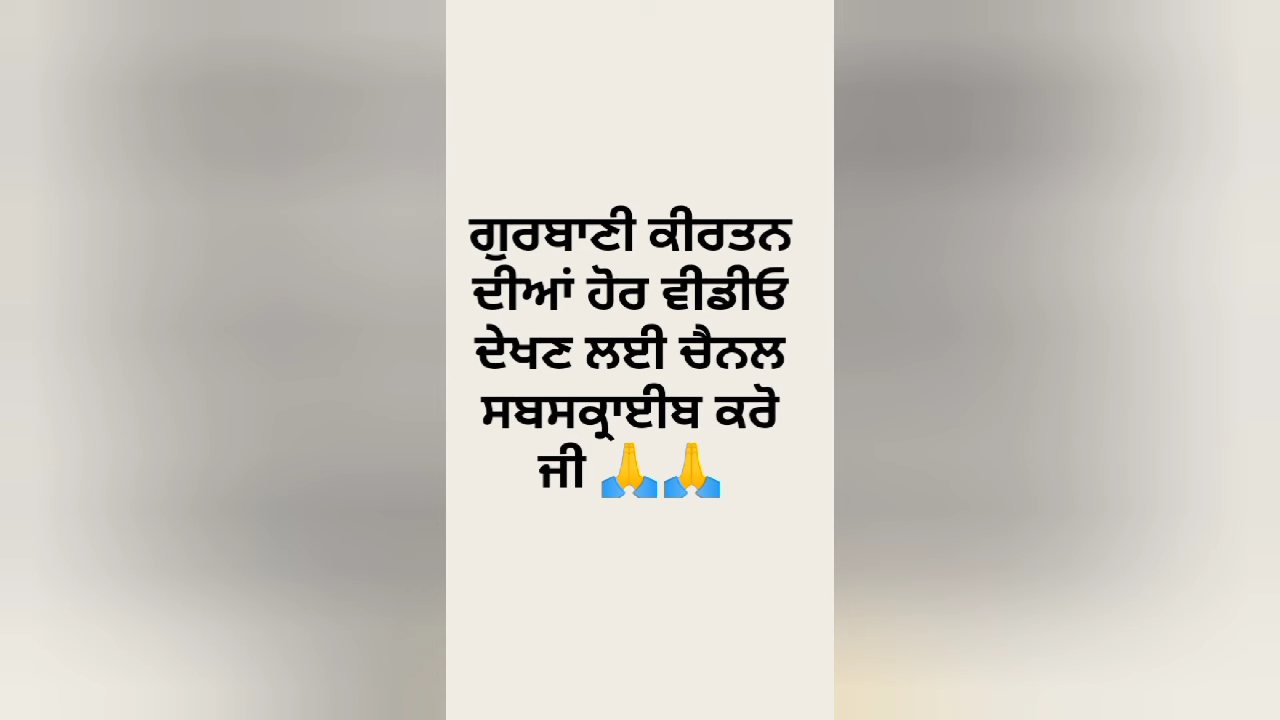 ਗੁਰਬਾਣੀ ਕੀਰਤਨ
ਦੀਆਂ ਹੋਰ ਵੀਡੀਓ
ਦੇਖਣ ਲਈ ਚੈਨਲ
ਸਬਸਕ੍ਰਾਈਬ ਕਰੋ
ਜੀ 🙏🙏